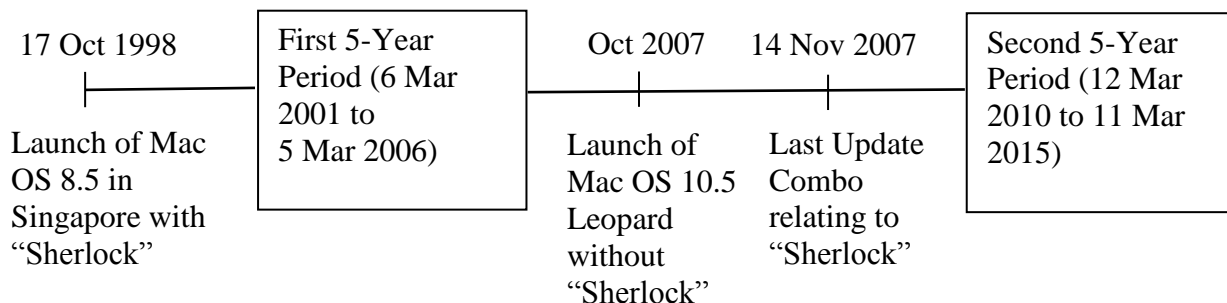 17 Oct 1998
Launch of Mac
OS 8.5 in
Singapore with
“Sherlock”
First 5-Year
Period (6 Mar
2001 to
5 Mar 2006)
Oct 2007
Launch of
Mac OS 10.5
Leopard
without
“Sherlock”
14 Nov 2007
Last Update
Combo
relating to
“Sherlock”
Second 5-Year
Period (12 Mar
2010 to 11 Mar
2015)